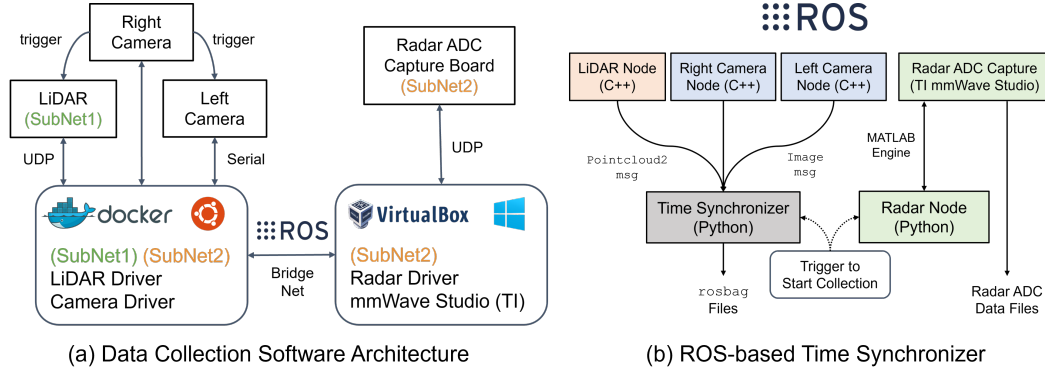 Right
Camera
trigger
trigger
LiDAR
(SubNet1)
Left
Camera
Radar ADC
Capture Board
(SubNet2)
UDP
Serial
UDP
docker
(SubNet1) (SubNet2)
LiDAR Driver
Camera Driver
ROS
Bridge
Net
VirtualBox
(SubNet2)
Radar Driver
mmWave Studio (TI)
(a) Data Collection Software Architecture
ROS
LiDAR Node
(C++)
Right Camera
Node (C++)
Left Camera
Node (C++)
Radar ADC Capture
(TI mmWave Studio)
Pointcloud2
msg
Image
msg
MATLAB
Engine
Time Synchronizer
(Python)
Radar Node
(Python)
Trigger to
Start Collection
rosbag
Files
Radar ADC
Data Files
(b) ROS-based Time Synchronizer